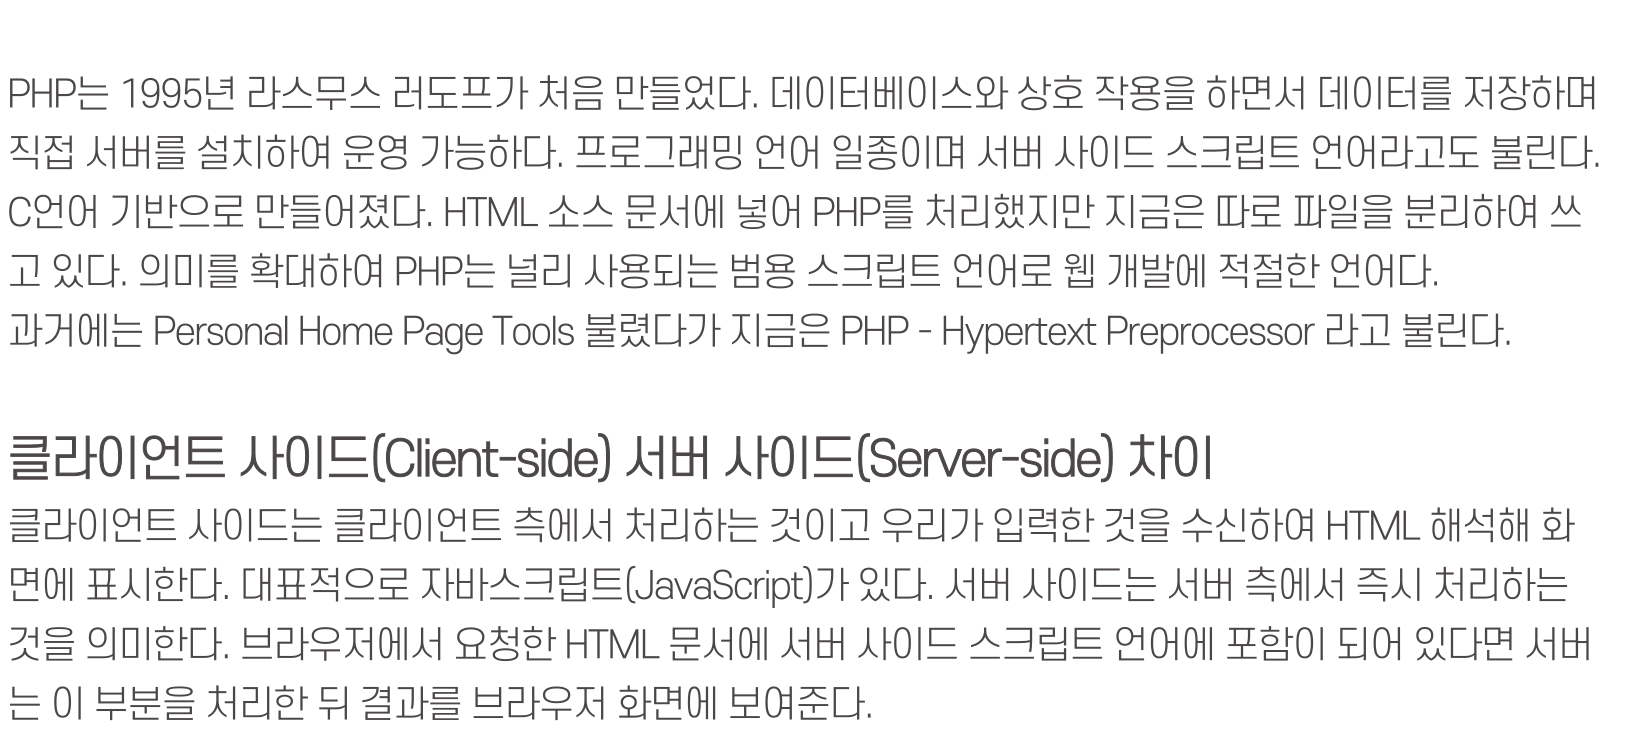 PHP는 1995년 라스무스 러도프가 처음 만들었다. 데이터베이스와 상호 작용을 하면서 데이터를 저장하며
직접 서버를 설치하여 운영 가능하다. 프로그래밍 언어 일종이며 서버 사이드 스크립트 언어라고도 불린다.
C언어 기반으로 만들어졌다. HTML 소스 문서에 넣어 PHP를 처리했지만 지금은 따로 파일을 분리하여 쓰
고 있다. 의미를 확대하여 PHP는 널리 사용되는 범용 스크립트 언어로 웹 개발에 적절한 언어다.
과거에는 Personal Home Page Tools 불렸다가 지금은 PHP - Hypertext Preprocessor 라고 불린다.
클라이언트 사이드(Client-side) 서버 사이드(Server-side) 차이
클라이언트 사이드는 클라이언트 측에서 처리하는 것이고 우리가 입력한 것을 수신하여 HTML 해석해 화
면에 표시한다. 대표적으로 자바스크립트(JavaScript)가 있다. 서버 사이드는 서버 측에서 즉시 처리하는
것을 의미한다. 브라우저에서 요청한 HTML 문서에 서버 사이드 스크립트 언어에 포함이 되어 있다면 서버
는 이 부분을 처리한 뒤 결과를 브라우저 화면에 보여준다.